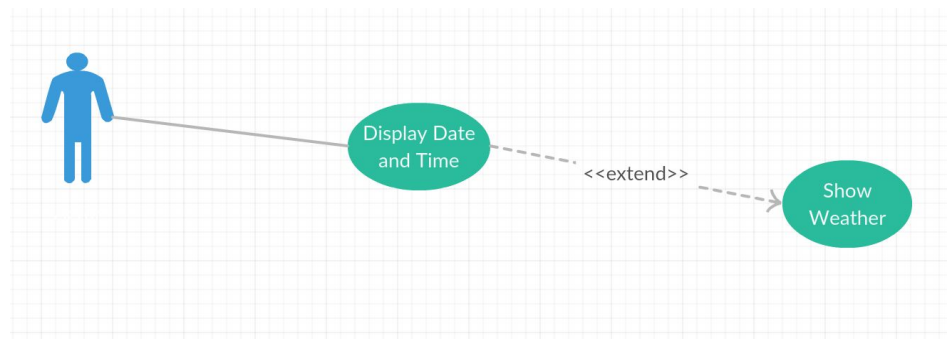 Display Date
and Time
<<extend>>
Show
Weather